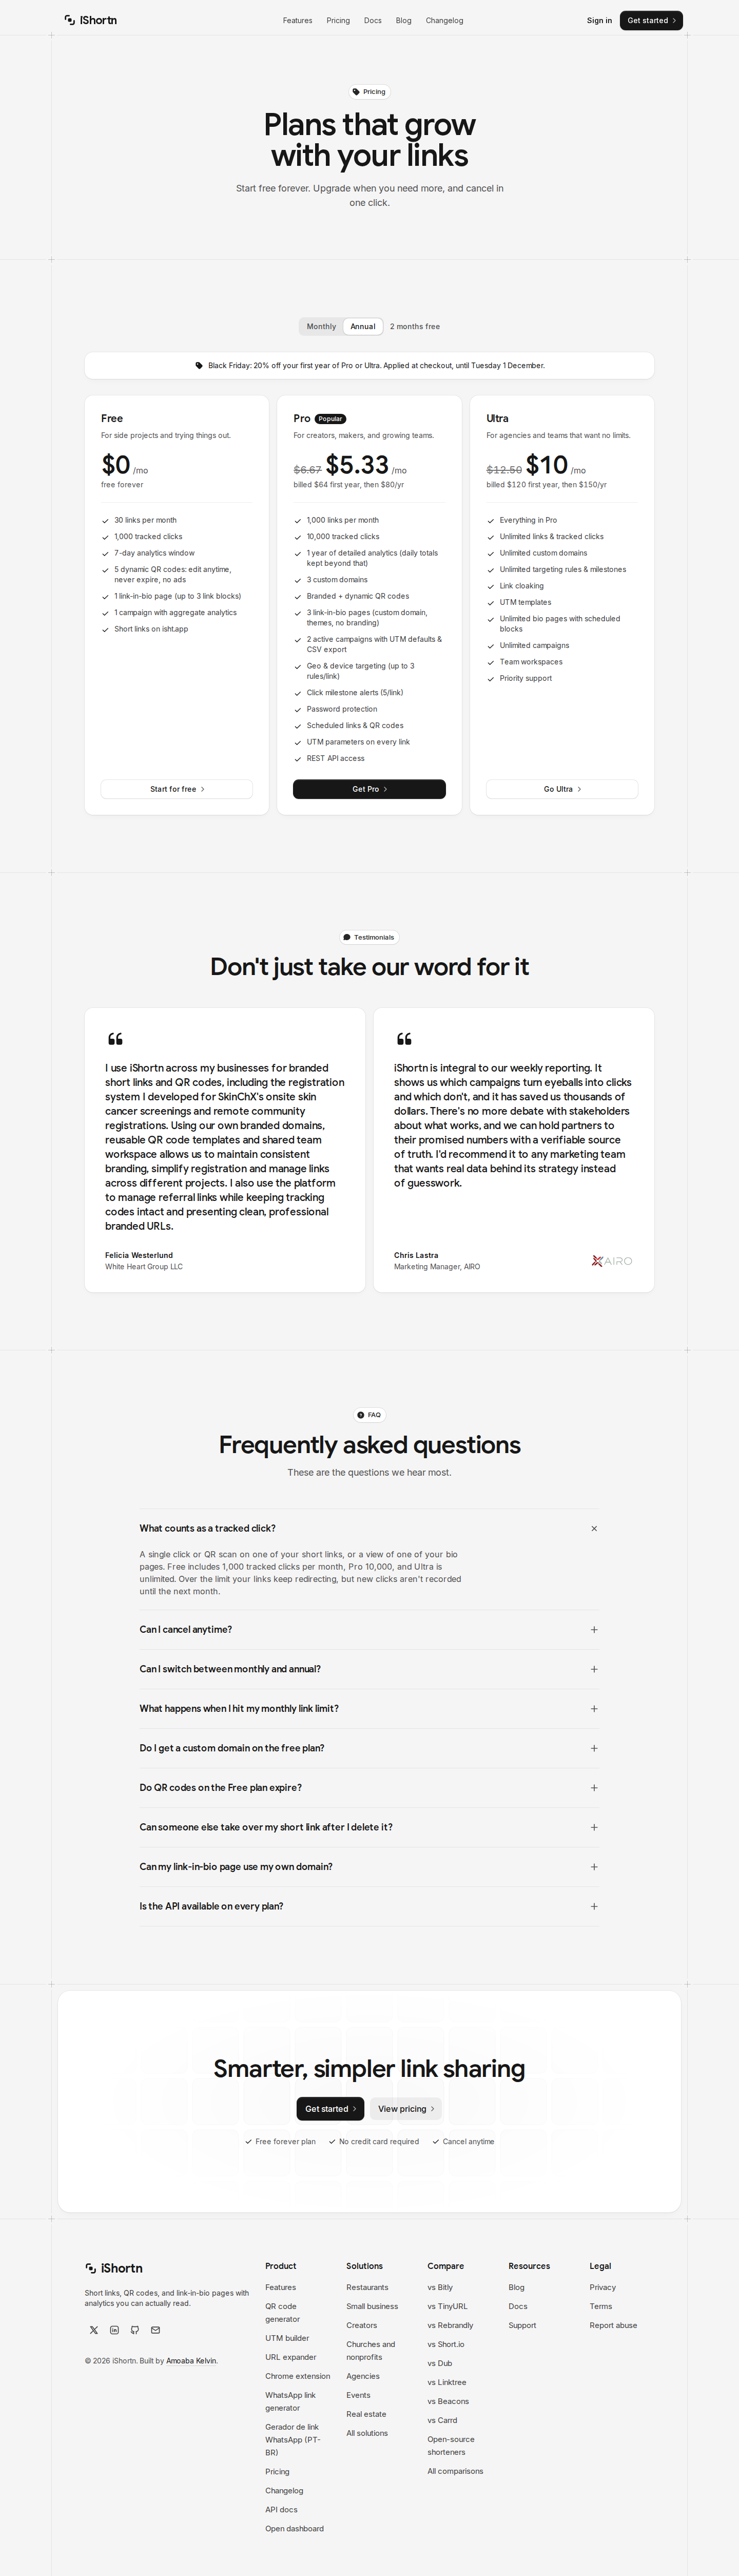 iShortn
Features
Pricing
Docs
Blog
Changelog
Sign in
Get started
Pricing
Plans that grow
with your links
Start free forever. Upgrade when you need more, and cancel in
one click.
Monthly
Annual
2 months free
Black Friday: 20% off your first year of Pro or Ultra. Applied at checkout, until Tuesday 1 December.
Free
For side projects and trying things out.
$0 /mo
free forever
30 links per month
1,000 tracked clicks
7-day analytics window
5 dynamic QR codes: edit anytime,
never expire, no ads
1 link-in-bio page (up to 3 link blocks)
1 campaign with aggregate analytics
Short links on isht.app
Start for free
Pro
Popular
For creators, makers, and growing teams.
$6.67 $5.33 /mo
billed $64 first year, then $80/yr
1,000 links per month
10,000 tracked clicks
1 year of detailed analytics (daily totals
kept beyond that)
3 custom domains
Branded + dynamic QR codes
3 link-in-bio pages (custom domain,
themes, no branding)
2 active campaigns with UTM defaults &
CSV export
Geo & device targeting (up to 3
rules/link)
Click milestone alerts (5/link)
Password protection
Scheduled links & QR codes
UTM parameters on every link
REST API access
Get Pro
Ultra
For agencies and teams that want no limits.
$12.50 $10 /mo
billed $120 first year, then $150/yr
Everything in Pro
Unlimited links & tracked clicks
Unlimited custom domains
Unlimited targeting rules & milestones
Link cloaking
UTM templates
Unlimited bio pages with scheduled
blocks
Unlimited campaigns
Team workspaces
Priority support
Go Ultra
Testimonials
Don't just take our word for it
I use iShortn across my businesses for branded
short links and QR codes, including the registration
system I developed for SkinChX's onsite skin
cancer screenings and remote community
registrations. Using our own branded domains,
reusable QR code templates and shared team
workspace allows us to maintain consistent
branding, simplify registration and manage links
across different projects. I also use the platform
to manage referral links while keeping tracking
codes intact and presenting clean, professional
branded URLs.
Felicia Westerlund
White Heart Group LLC
iShortn is integral to our weekly reporting. It
shows us which campaigns turn eyeballs into clicks
and which don't, and it has saved us thousands of
dollars. There's no more debate with stakeholders
about what works, and we can hold partners to
their promised numbers with a verifiable source
of truth. I'd recommend it to any marketing team
that wants real data behind its strategy instead
of guesswork.
Chris Lastra
Marketing Manager, AIRO
AIRO
FAQ
Frequently asked questions
These are the questions we hear most.
What counts as a tracked click?
A single click or QR scan on one of your short links, or a view of one of your bio
pages. Free includes 1,000 tracked clicks per month, Pro 10,000, and Ultra is
unlimited. Over the limit your links keep redirecting, but new clicks aren't recorded
until the next month.
Can I cancel anytime?
Can I switch between monthly and annual?
What happens when I hit my monthly link limit?
Do I get a custom domain on the free plan?
Do QR codes on the Free plan expire?
Can someone else take over my short link after I delete it?
Can my link-in-bio page use my own domain?
Is the API available on every plan?
Smarter, simpler link sharing
Get started
View pricing
Free forever plan
No credit card required
Cancel anytime
iShortn
Short links, QR codes, and link-in-bio pages with
analytics you can actually read.
© 2026 iShortn. Built by Amoaba Kelvin.
Product
Features
QR code
generator
UTM builder
URL expander
Chrome extension
WhatsApp link
generator
Gerador de link
WhatsApp (PT-
BR)
Pricing
Changelog
API docs
Open dashboard
Solutions
Restaurants
Small business
Creators
Churches and
nonprofits
Agencies
Events
Real estate
All solutions
Compare
vs Bitly
vs TinyURL
vs Rebrandly
vs Short.io
vs Dub
vs Linktree
vs Beacons
vs Carrd
Open-source
shorteners
All comparisons
Resources
Blog
Docs
Support
Legal
Privacy
Terms
Report abuse